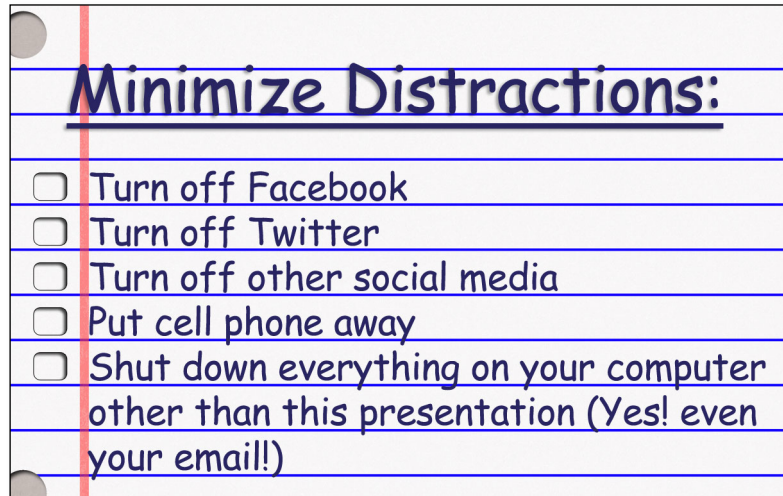 Minimize Distractions:
Turn off Facebook
Turn off Twitter
Turn off other social media
Put cell phone away
Shut down everything on your computer
other than this presentation (Yes! even
your email!)